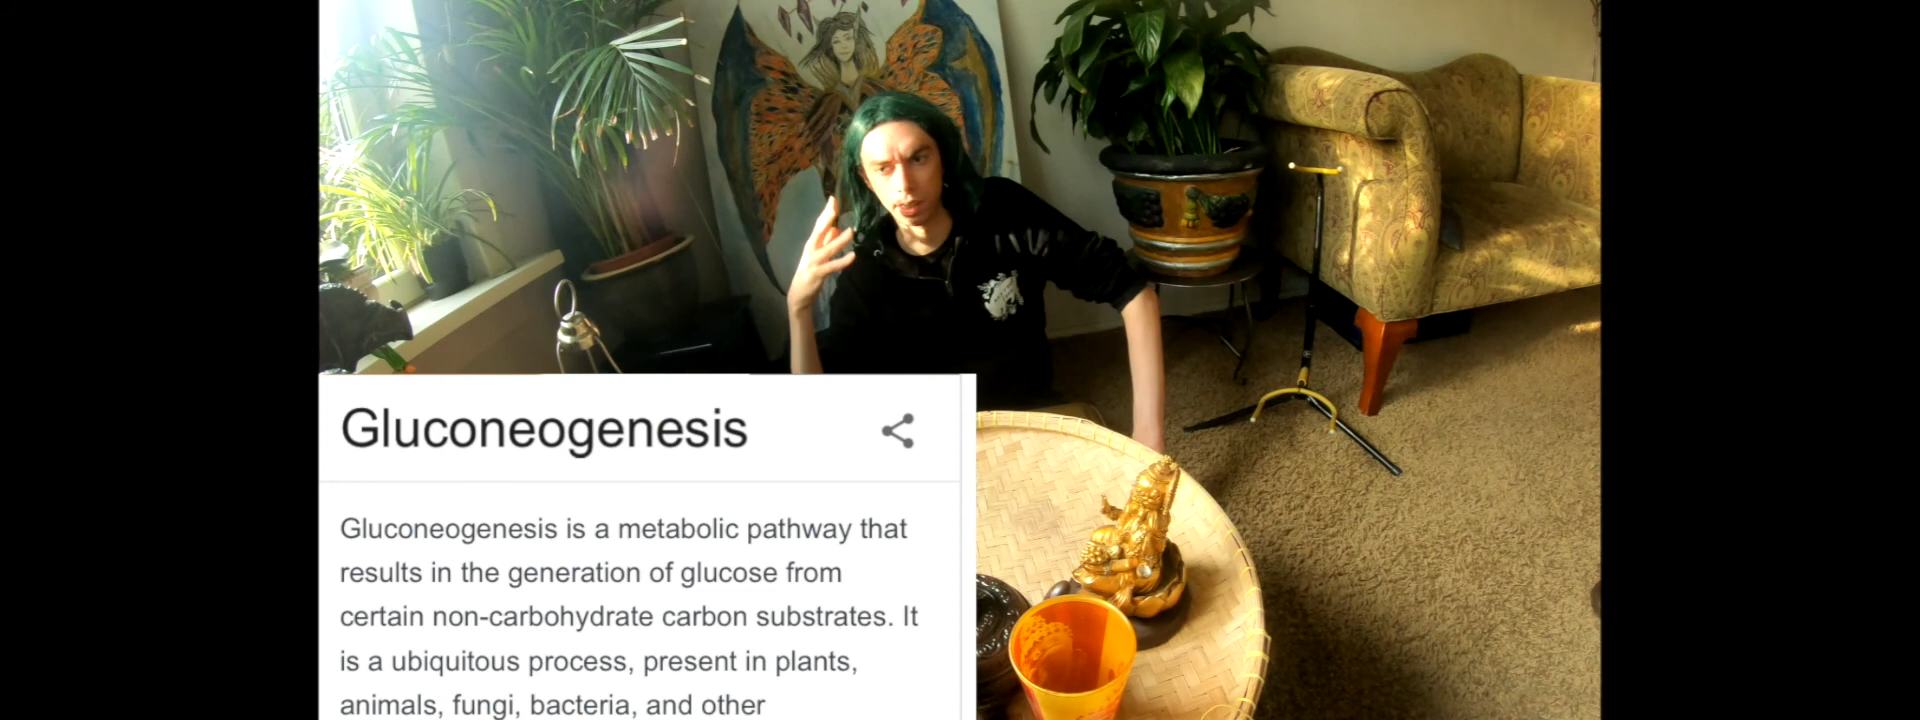 Gluconeogenesis
Gluconeogenesis is a metabolic pathway that
results in the generation of glucose from
certain non-carbohydrate carbon substrates. It
is a ubiquitous process, present in plants,
animals, fungi, bacteria, and other